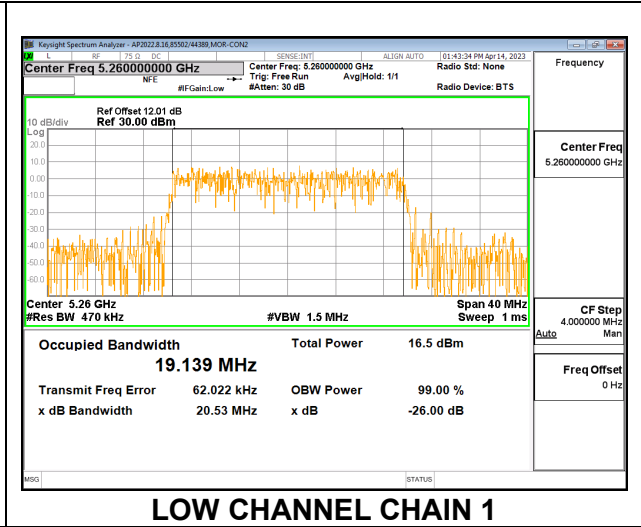 Keysight Spectrum Analyzer - AP2022.8.16,85502/44389,MOR-CON2
L RF 75 Ω DC SENSE:INT ALIGN AUTO 01:43:34 PM Apr 14, 2023
Center Freq 5.260000000 GHz
NFE
#IFGain:Low
Center Freq: 5.260000000 GHz
Trig: Free Run Avg|Hold: 1/1
#Atten: 30 dB
Radio Std: None
Radio Device: BTS
Frequency
Ref Offset 12.01 dB
10 dB/div Ref 30.00 dBm
Log
20.0
10.0
0.00
-10.0
-20.0
-30.0
-40.0
-50.0
-60.0
Center 5.26 GHz Span 40 MHz
#Res BW 470 kHz #VBW 1.5 MHz Sweep 1 ms
Occupied Bandwidth Total Power 16.5 dBm
19.139 MHz
Transmit Freq Error 62.022 kHz OBW Power 99.00 %
x dB Bandwidth 20.53 MHz x dB -26.00 dB
Center Freq
5.260000000 GHz
CF Step
4.000000 MHz
Auto Man
Freq Offset
0 Hz
MSG STATUS
LOW CHANNEL CHAIN 1